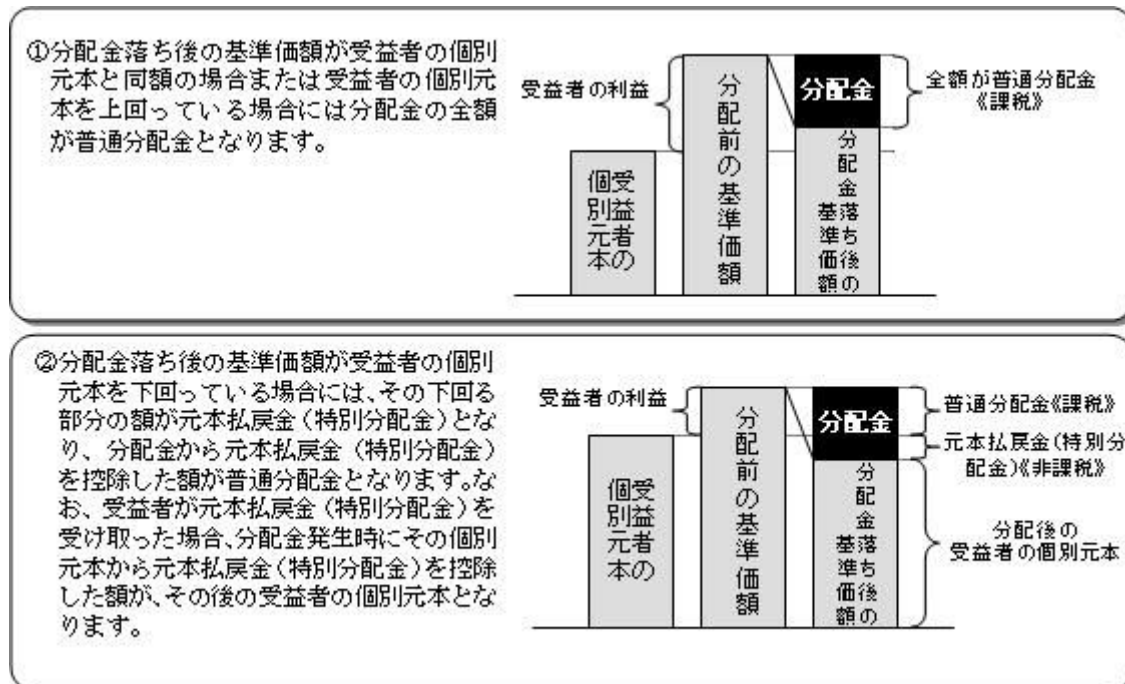 ①分配金落ち後の基準価額が受益者の個別
元本と同額の場合または受益者の個別元
本を上回っている場合には分配金の全額
が普通分配金となります。
受益者の利益
受益者の
個別元本
分配前の基準価額
分配金
分配金落ち後の
基準価額
全額が普通分配金
《課税》
②分配金落ち後の基準価額が受益者の個別
元本を下回っている場合には、その下回る
部分の額が元本払戻金(特別分配金)とな
り、分配金から元本払戻金(特別分配金)
を控除した額が普通分配金となります。な
お、受益者が元本払戻金(特別分配金)を
受け取った場合、分配金発生時にその個別
元本から元本払戻金(特別分配金)を控除
した額が、その後の受益者の個別元本とな
ります。
受益者の利益
受益者の
個別元本
分配前の基準価額
分配金
分配金落ち後の
基準価額
普通分配金《課税》
元本払戻金(特別分
配金)《非課税》
分配後の
受益者の個別元本